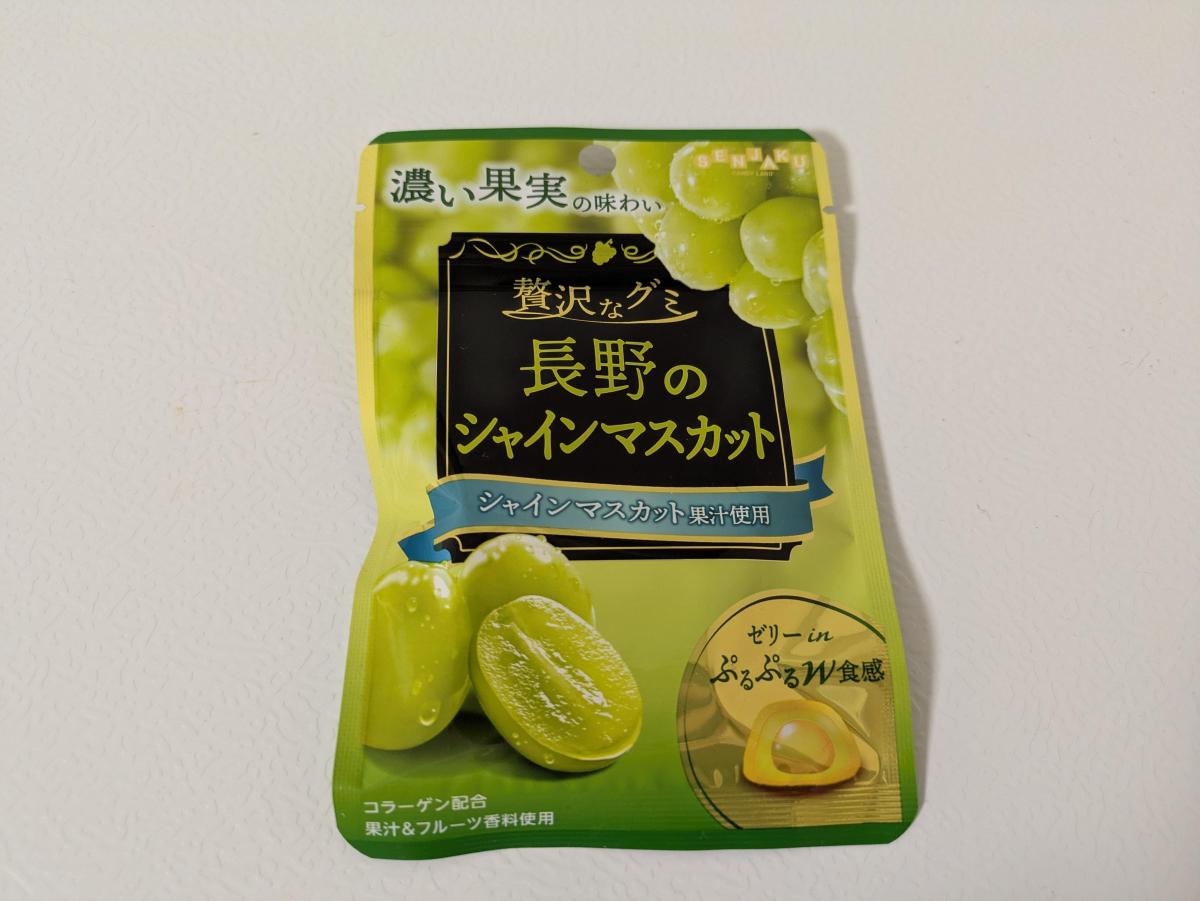 濃い果実の味わい
SENJAKU
CANDY LAND
贅沢なグミ
長野の
シャインマスカット
シャインマスカット果汁使用
ゼリーin
ぷるぷるW食感
コラーゲン配合
果汁&フルーツ香料使用